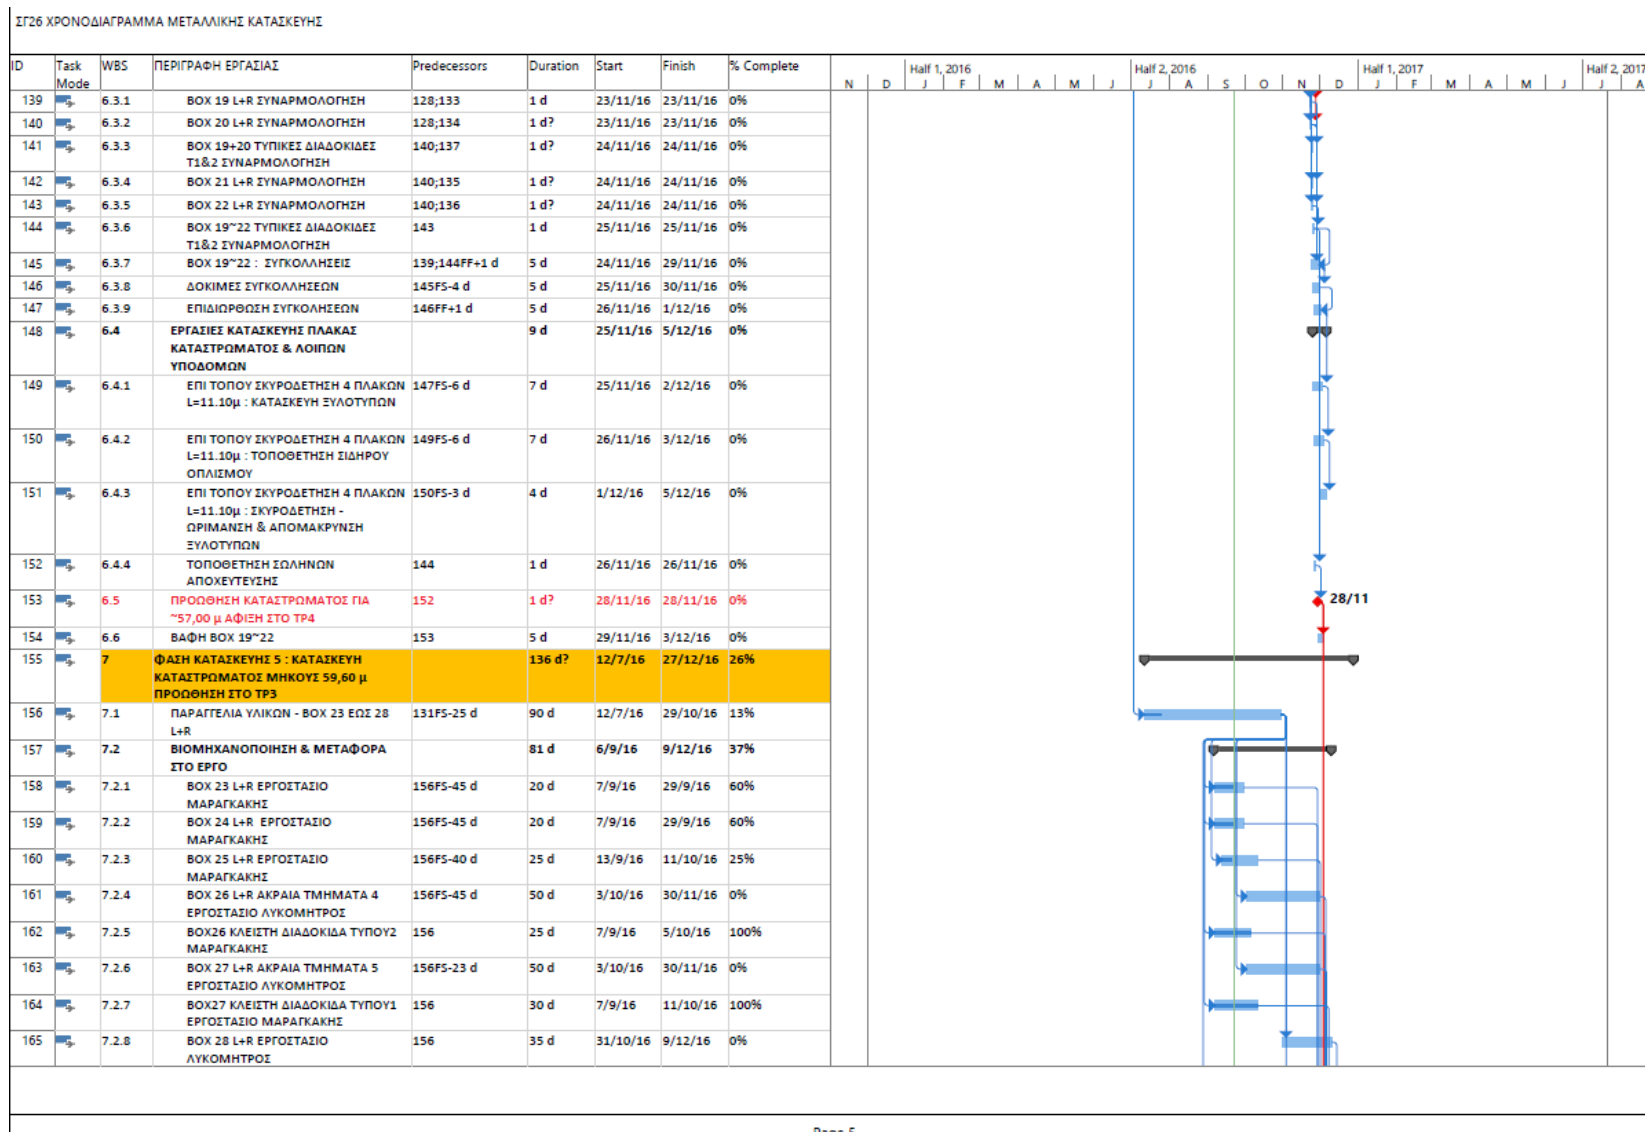 ΣΓ26 ΧΡΟΝΟΔΙΑΓΡΑΜΜΑ ΜΕΤΑΛΛΙΚΗΣ ΚΑΤΑΣΚΕΥΗΣ
ID Task Mode WBS ΠΕΡΙΓΡΑΦΗ ΕΡΓΑΣΙΑΣ Predecessors Duration Start Finish % Complete
Half 1, 2016 Half 2, 2016 Half 1, 2017 Half 2, 2017
N D J F M A M J J A S O N D J F M A M J J A
139 6.3.1 BOX 19 L+R ΣΥΝΑΡΜΟΛΟΓΗΣΗ 128;133 1 d 23/11/16 23/11/16 0%
140 6.3.2 BOX 20 L+R ΣΥΝΑΡΜΟΛΟΓΗΣΗ 128;134 1 d? 23/11/16 23/11/16 0%
141 6.3.3 BOX 19+20 ΤΥΠΙΚΕΣ ΔΙΑΔΟΚΙΔΕΣ 140;137 1 d? 24/11/16 24/11/16 0%
Τ1&2 ΣΥΝΑΡΜΟΛΟΓΗΣΗ
142 6.3.4 BOX 21 L+R ΣΥΝΑΡΜΟΛΟΓΗΣΗ 140;135 1 d? 24/11/16 24/11/16 0%
143 6.3.5 BOX 22 L+R ΣΥΝΑΡΜΟΛΟΓΗΣΗ 140;136 1 d? 24/11/16 24/11/16 0%
144 6.3.6 BOX 19~22 ΤΥΠΙΚΕΣ ΔΙΑΔΟΚΙΔΕΣ 143 1 d 25/11/16 25/11/16 0%
Τ1&2 ΣΥΝΑΡΜΟΛΟΓΗΣΗ
145 6.3.7 BOX 19~22 : ΣΥΓΚΟΛΛΗΣΕΙΣ 139;144FF+1 d 5 d 24/11/16 29/11/16 0%
146 6.3.8 ΔΟΚΙΜΕΣ ΣΥΓΚΟΛΛΗΣΕΩΝ 145FS-4 d 5 d 25/11/16 30/11/16 0%
147 6.3.9 ΕΠΙΔΙΟΡΘΩΣΗ ΣΥΓΚΟΛΗΣΕΩΝ 146FF+1 d 5 d 26/11/16 1/12/16 0%
148 6.4 ΕΡΓΑΣΙΕΣ ΚΑΤΑΣΚΕΥΗΣ ΠΛΑΚΑΣ 9 d 25/11/16 5/12/16 0%
ΚΑΤΑΣΤΡΩΜΑΤΟΣ & ΛΟΙΠΩΝ
ΥΠΟΔΟΜΩΝ
149 6.4.1 ΕΠΙ ΤΟΠΟΥ ΣΚΥΡΟΔΕΤΗΣΗ 4 ΠΛΑΚΩΝ 147FS-6 d 7 d 25/11/16 2/12/16 0%
L=11.10μ : ΚΑΤΑΣΚΕΥΗ ΞΥΛΟΤΥΠΩΝ
150 6.4.2 ΕΠΙ ΤΟΠΟΥ ΣΚΥΡΟΔΕΤΗΣΗ 4 ΠΛΑΚΩΝ 149FS-6 d 7 d 26/11/16 3/12/16 0%
L=11.10μ : ΤΟΠΟΘΕΤΗΣΗ ΣΙΔΗΡΟΥ
ΟΠΛΙΣΜΟΥ
151 6.4.3 ΕΠΙ ΤΟΠΟΥ ΣΚΥΡΟΔΕΤΗΣΗ 4 ΠΛΑΚΩΝ 150FS-3 d 4 d 1/12/16 5/12/16 0%
L=11.10μ : ΣΚΥΡΟΔΕΤΗΣΗ -
ΩΡΙΜΑΝΣΗ & ΑΠΟΜΑΚΡΥΝΣΗ
ΞΥΛΟΤΥΠΩΝ
152 6.4.4 ΤΟΠΟΘΕΤΗΣΗ ΣΩΛΗΝΩΝ 144 1 d 26/11/16 26/11/16 0%
ΑΠΟΧΕΥΤΕΥΣΗΣ
153 6.5 ΠΡΟΩΘΗΣΗ ΚΑΤΑΣΤΡΩΜΑΤΟΣ ΓΙΑ 152 1 d? 28/11/16 28/11/16 0% 28/11
~57,00 μ ΑΦΙΞΗ ΣΤΟ ΤΡ4
154 6.6 ΒΑΦΗ BOX 19~22 153 5 d 29/11/16 3/12/16 0%
155 7 ΦΑΣΗ ΚΑΤΑΣΚΕΥΗΣ 5 : ΚΑΤΑΣΚΕΥΗ 136 d? 12/7/16 27/12/16 26%
ΚΑΤΑΣΤΡΩΜΑΤΟΣ ΜΗΚΟΥΣ 59,60 μ
ΠΡΟΩΘΗΣΗ ΣΤΟ ΤΡ3
156 7.1 ΠΑΡΑΓΓΕΛΙΑ ΥΛΙΚΩΝ - BOX 23 ΕΩΣ 28 131FS-25 d 90 d 12/7/16 29/10/16 13%
L+R
157 7.2 ΒΙΟΜΗΧΑΝΟΠΟΙΗΣΗ & ΜΕΤΑΦΟΡΑ 81 d 6/9/16 9/12/16 37%
ΣΤΟ ΕΡΓΟ
158 7.2.1 BOX 23 L+R ΕΡΓΟΣΤΑΣΙΟ 156FS-45 d 20 d 7/9/16 29/9/16 60%
ΜΑΡΑΓΚΑΚΗΣ
159 7.2.2 BOX 24 L+R ΕΡΓΟΣΤΑΣΙΟ 156FS-45 d 20 d 7/9/16 29/9/16 60%
ΜΑΡΑΓΚΑΚΗΣ
160 7.2.3 BOX 25 L+R ΕΡΓΟΣΤΑΣΙΟ 156FS-40 d 25 d 13/9/16 11/10/16 25%
ΜΑΡΑΓΚΑΚΗΣ
161 7.2.4 BOX 26 L+R ΑΚΡΑΙΑ ΤΜΗΜΑΤΑ 4 156FS-45 d 50 d 3/10/16 30/11/16 0%
ΕΡΓΟΣΤΑΣΙΟ ΛΥΚΟΜΗΤΡΟΣ
162 7.2.5 BOX26 ΚΛΕΙΣΤΗ ΔΙΑΔΟΚΙΔΑ ΤΥΠΟΥ2 156 25 d 7/9/16 5/10/16 100%
ΜΑΡΑΓΚΑΚΗΣ
163 7.2.6 BOX 27 L+R ΑΚΡΑΙΑ ΤΜΗΜΑΤΑ 5 156FS-23 d 50 d 3/10/16 30/11/16 0%
ΕΡΓΟΣΤΑΣΙΟ ΛΥΚΟΜΗΤΡΟΣ
164 7.2.7 BOX27 ΚΛΕΙΣΤΗ ΔΙΑΔΟΚΙΔΑ ΤΥΠΟΥ1 156 30 d 7/9/16 11/10/16 100%
ΕΡΓΟΣΤΑΣΙΟ ΜΑΡΑΓΚΑΚΗΣ
165 7.2.8 BOX 28 L+R ΕΡΓΟΣΤΑΣΙΟ 156 35 d 31/10/16 9/12/16 0%
ΛΥΚΟΜΗΤΡΟΣ
Page 5